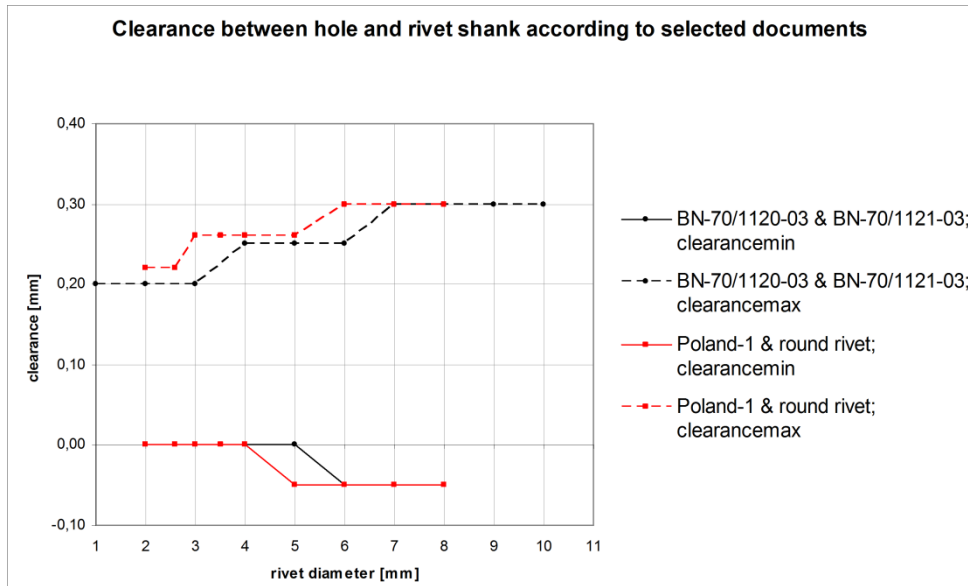 Clearance between hole and rivet shank according to selected documents
0,40
0,30
0,20
0,10
0,00
-0,10
clearance [mm]
1 2 3 4 5 6 7 8 9 10 11
rivet diameter [mm]
BN-70/1120-03 & BN-70/1121-03;
clearancemin
BN-70/1120-03 & BN-70/1121-03;
clearancemax
Poland-1 & round rivet;
clearancemin
Poland-1 & round rivet;
clearancemax